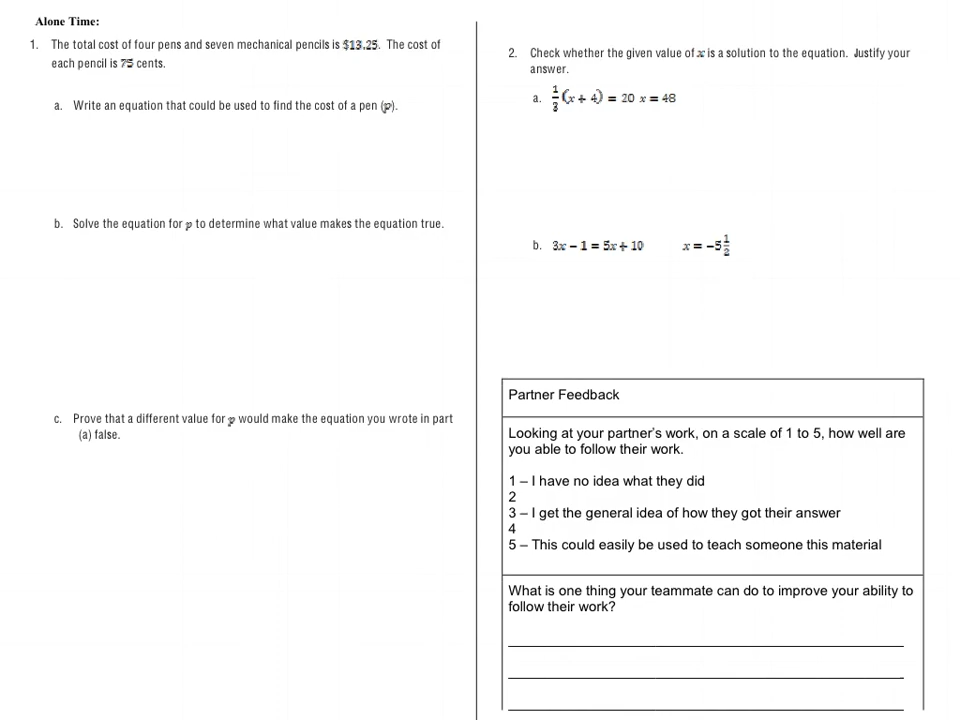 Alone Time:
1. The total cost of four pens and seven mechanical pencils is $13.25. The cost of
each pencil is 75 cents.
a. Write an equation that could be used to find the cost of a pen (p).
b. Solve the equation for p to determine what value makes the equation true.
c. Prove that a different value for p would make the equation you wrote in part
(a) false.
2. Check whether the given value of x is a solution to the equation. Justify your
answer.
a. 1/3 (x + 4) = 20 x = 48
b. 3x – 1 = 5x + 10 x = –5 1/2
Partner Feedback
Looking at your partner's work, on a scale of 1 to 5, how well are
you able to follow their work.
1 – I have no idea what they did
2
3 – I get the general idea of how they got their answer
4
5 – This could easily be used to teach someone this material
What is one thing your teammate can do to improve your ability to
follow their work?